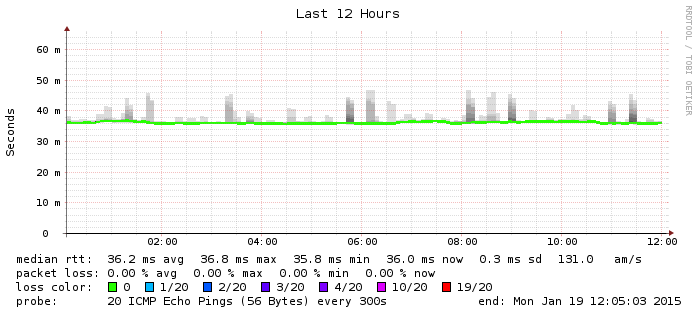 Last 12 Hours
RRDTOOL / TOBI OETIKER
Seconds
60 m
50 m
40 m
30 m
20 m
10 m
0
02:00 04:00 06:00 08:00 10:00 12:00
median rtt: 36.2 ms avg 36.8 ms max 35.8 ms min 36.0 ms now 0.3 ms sd 131.0 am/s
packet loss: 0.00 % avg 0.00 % max 0.00 % min 0.00 % now
loss color: 0 1/20 2/20 3/20 4/20 10/20 19/20
probe: 20 ICMP Echo Pings (56 Bytes) every 300s end: Mon Jan 19 12:05:03 2015